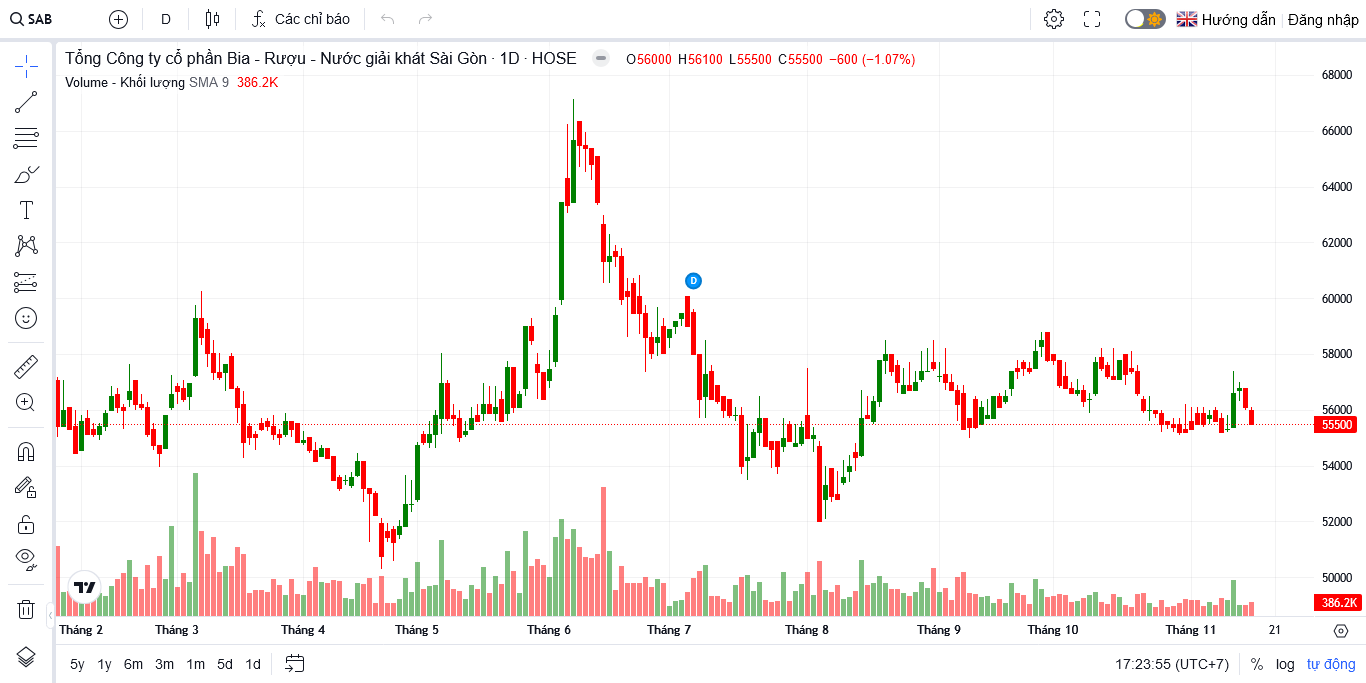 SAB D Các chỉ báo Hướng dẫn Đăng nhập
Tổng Công ty cổ phần Bia - Rượu - Nước giải khát Sài Gòn · 1D · HOSE O56000 H56100 L55500 C55500 −600 (−1.07%)
Volume - Khối lượng SMA 9 386.2K
68000
66000
64000
62000
60000
D
58000
56000
55500
54000
52000
50000
386.2K
Tháng 2 Tháng 3 Tháng 4 Tháng 5 Tháng 6 Tháng 7 Tháng 8 Tháng 9 Tháng 10 Tháng 11 21
5y 1y 6m 3m 1m 5d 1d 17:23:55 (UTC+7) % log tự động